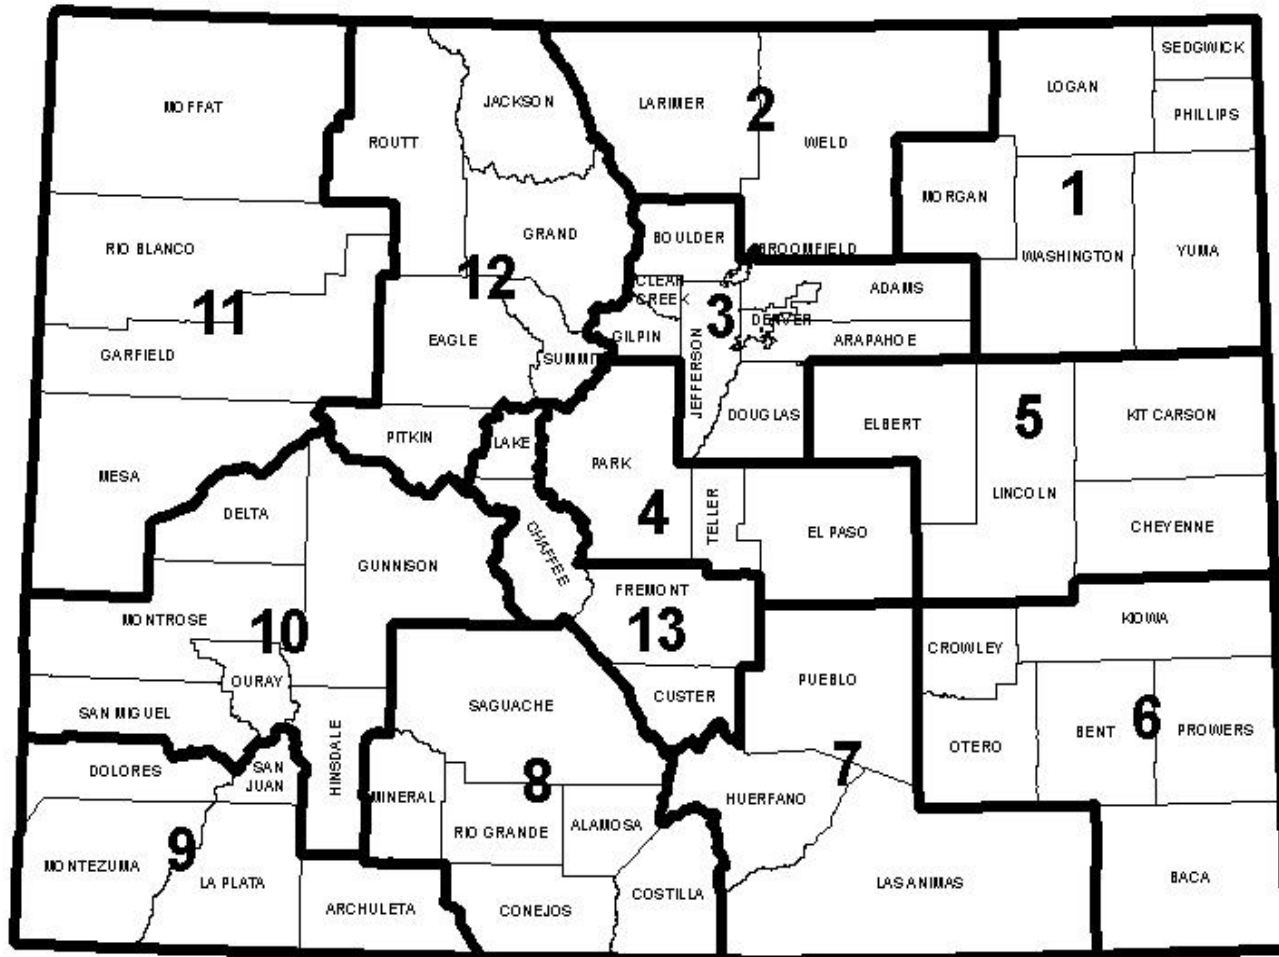 SEDGWICK
LOGAN
MOFFAT
JACKSON
LARIMER
2
PHILLIPS
ROUTT
WELD
MORGAN
1
GRAND
BOULDER
RIO BLANCO
BROOMFIELD
WASHINGTON
YUMA
12
CLEAR
CREEK
ADAMS
11
3
DENVER
EAGLE
GILPIN
ARAPAHOE
GARFIELD
SUMMIT
JEFFERSON
DOUGLAS
KIT CARSON
5
ELBERT
PITKIN
LAKE
PARK
MESA
LINCOLN
DELTA
4
TELLER
CHEYENNE
EL PASO
CHAFFEE
GUNNISON
FREMONT
MONTROSE
10
13
KIOWA
CROWLEY
OURAY
PUEBLO
CUSTER
SAGUACHE
SAN MIGUEL
6
BENT
PROWERS
OTERO
HINSDALE
DOLORES
SAN
JUAN
7
8
MINERAL
HUERFANO
RIO GRANDE
ALAMOSA
9
MONTEZUMA
LA PLATA
LAS ANIMAS
BACA
COSTILLA
ARCHULETA
CONEJOS